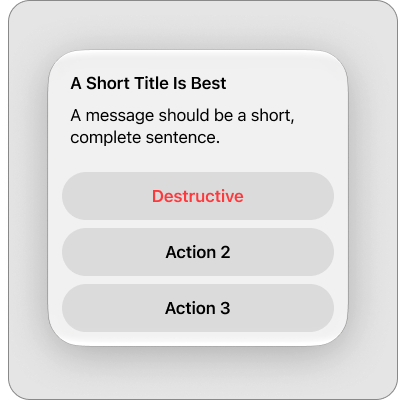 A Short Title Is Best
A message should be a short,
complete sentence.
Destructive
Action 2
Action 3